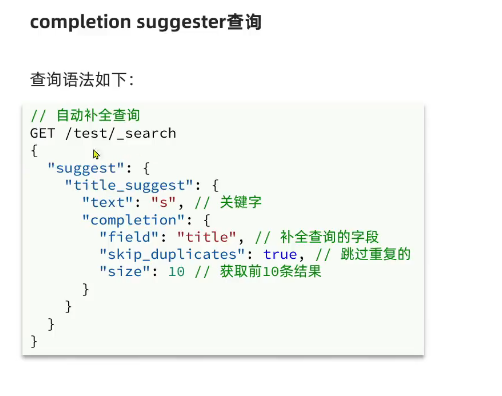 completion suggester查询
查询语法如下：
// 自动补全查询
GET /test/_search
{
  "suggest": {
    "title_suggest": {
      "text": "s", // 关键字
      "completion": {
        "field": "title", // 补全查询的字段
        "skip_duplicates": true, // 跳过重复的
        "size": 10 // 获取前10条结果
      }
    }
  }
}